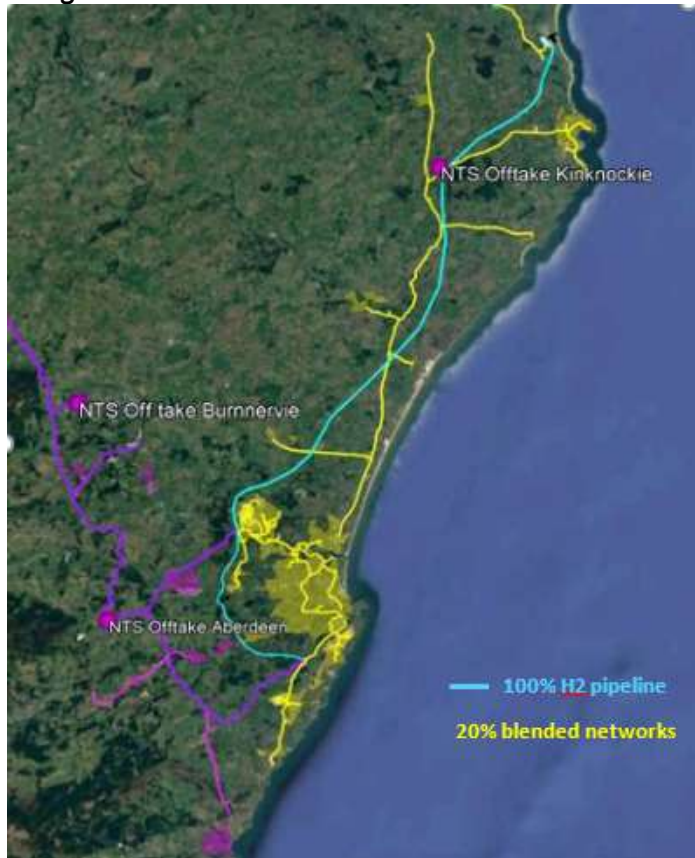 NTS Offtake Kinknockie
NTS Off take Burnnervie
NTS Offtake Aberdeen
100% H2 pipeline
20% blended networks